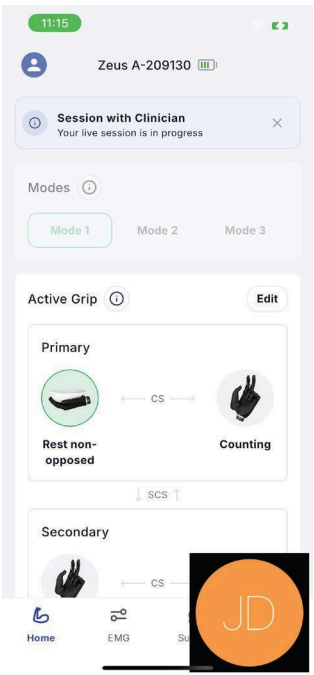 11:15
Zeus A-209130
Session with Clinician
Your live session is in progress
Modes
Mode 1 Mode 2 Mode 3
Active Grip Edit
Primary
CS
Rest non-
opposed
Counting
SCS
Secondary
CS
Home EMG Su
JD